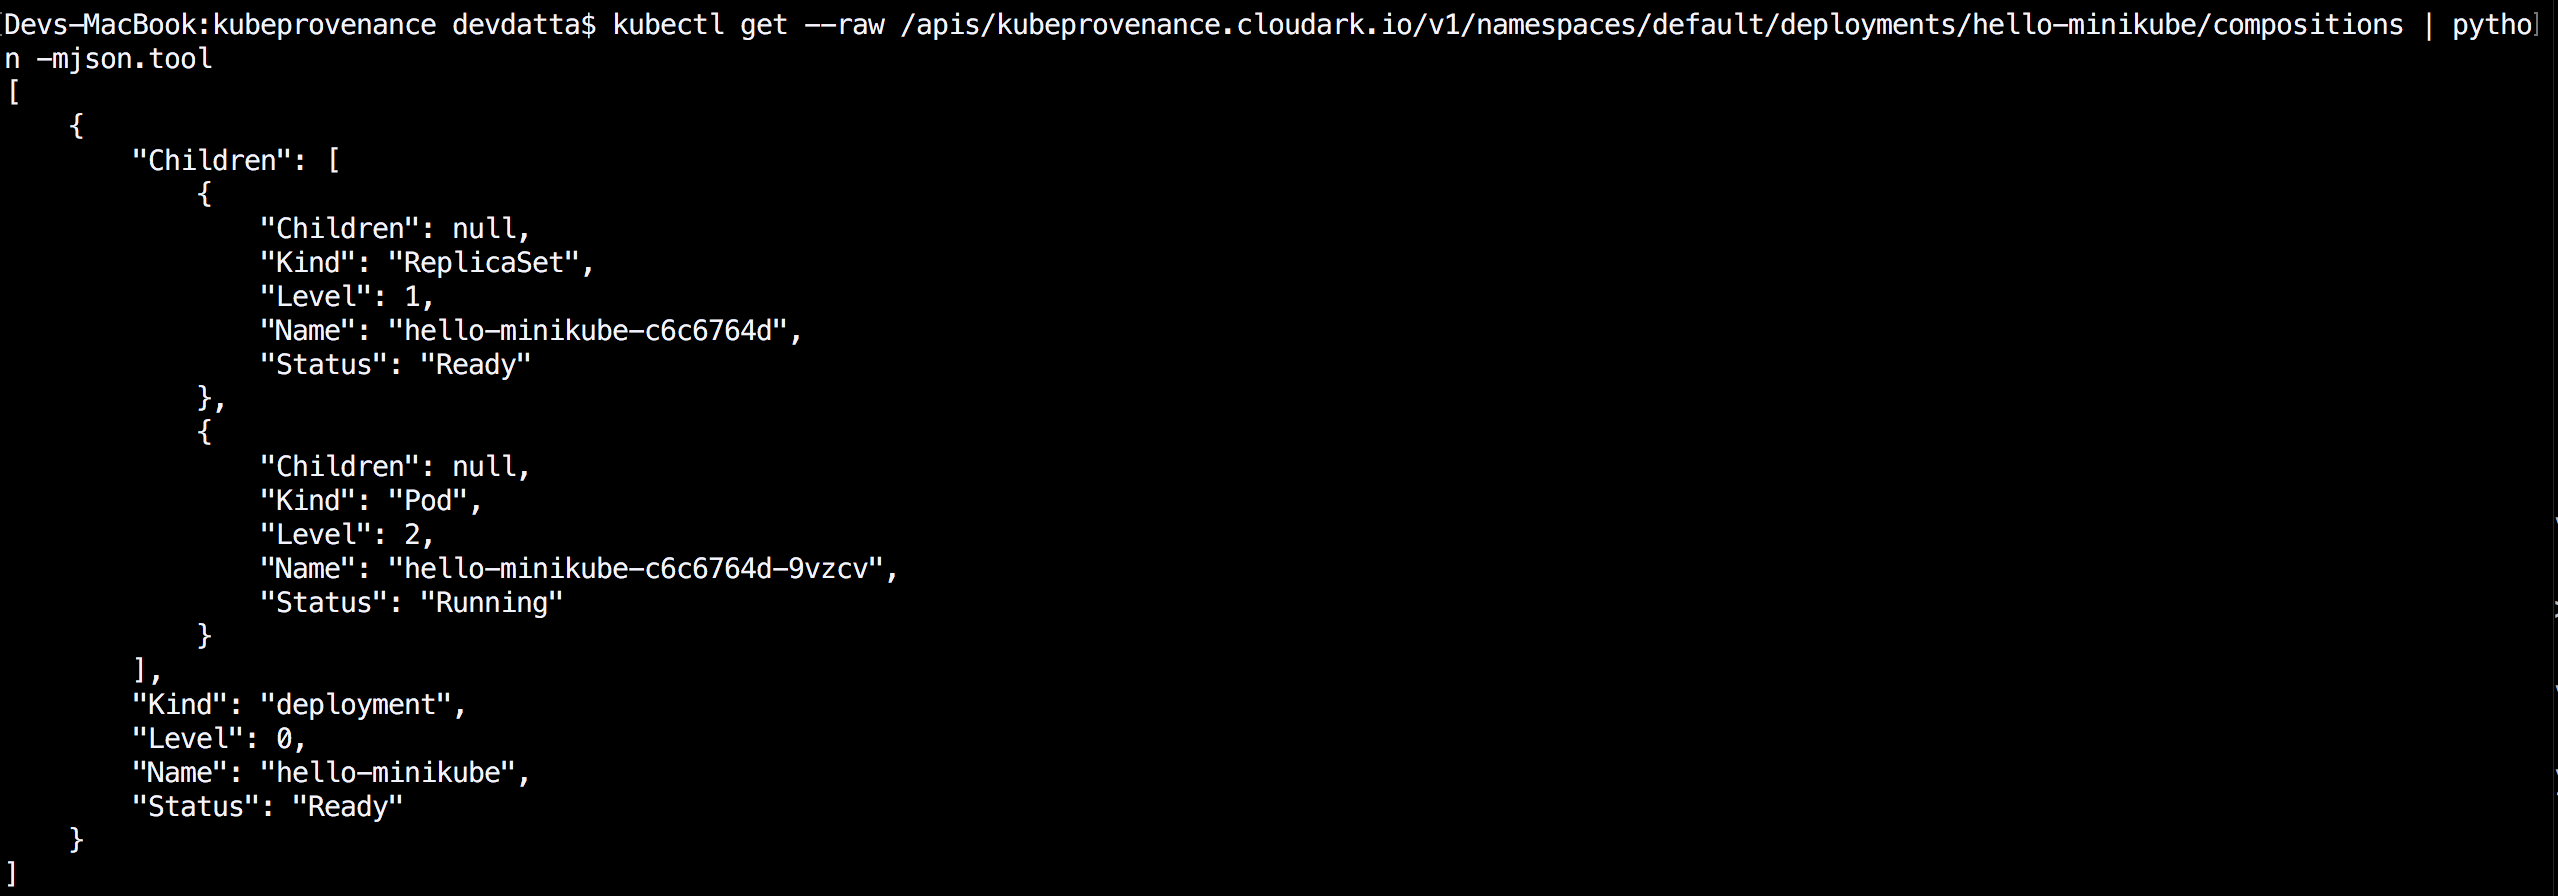 Devs-MacBook:kubeprovenance devdatta$ kubectl get --raw /apis/kubeprovenance.cloudark.io/v1/namespaces/default/deployments/hello-minikube/compositions | pytho
n -mjson.tool
[
    {
        "Children": [
            {
                "Children": null,
                "Kind": "ReplicaSet",
                "Level": 1,
                "Name": "hello-minikube-c6c6764d",
                "Status": "Ready"
            },
            {
                "Children": null,
                "Kind": "Pod",
                "Level": 2,
                "Name": "hello-minikube-c6c6764d-9vzcv",
                "Status": "Running"
            }
        ],
        "Kind": "deployment",
        "Level": 0,
        "Name": "hello-minikube",
        "Status": "Ready"
    }
]